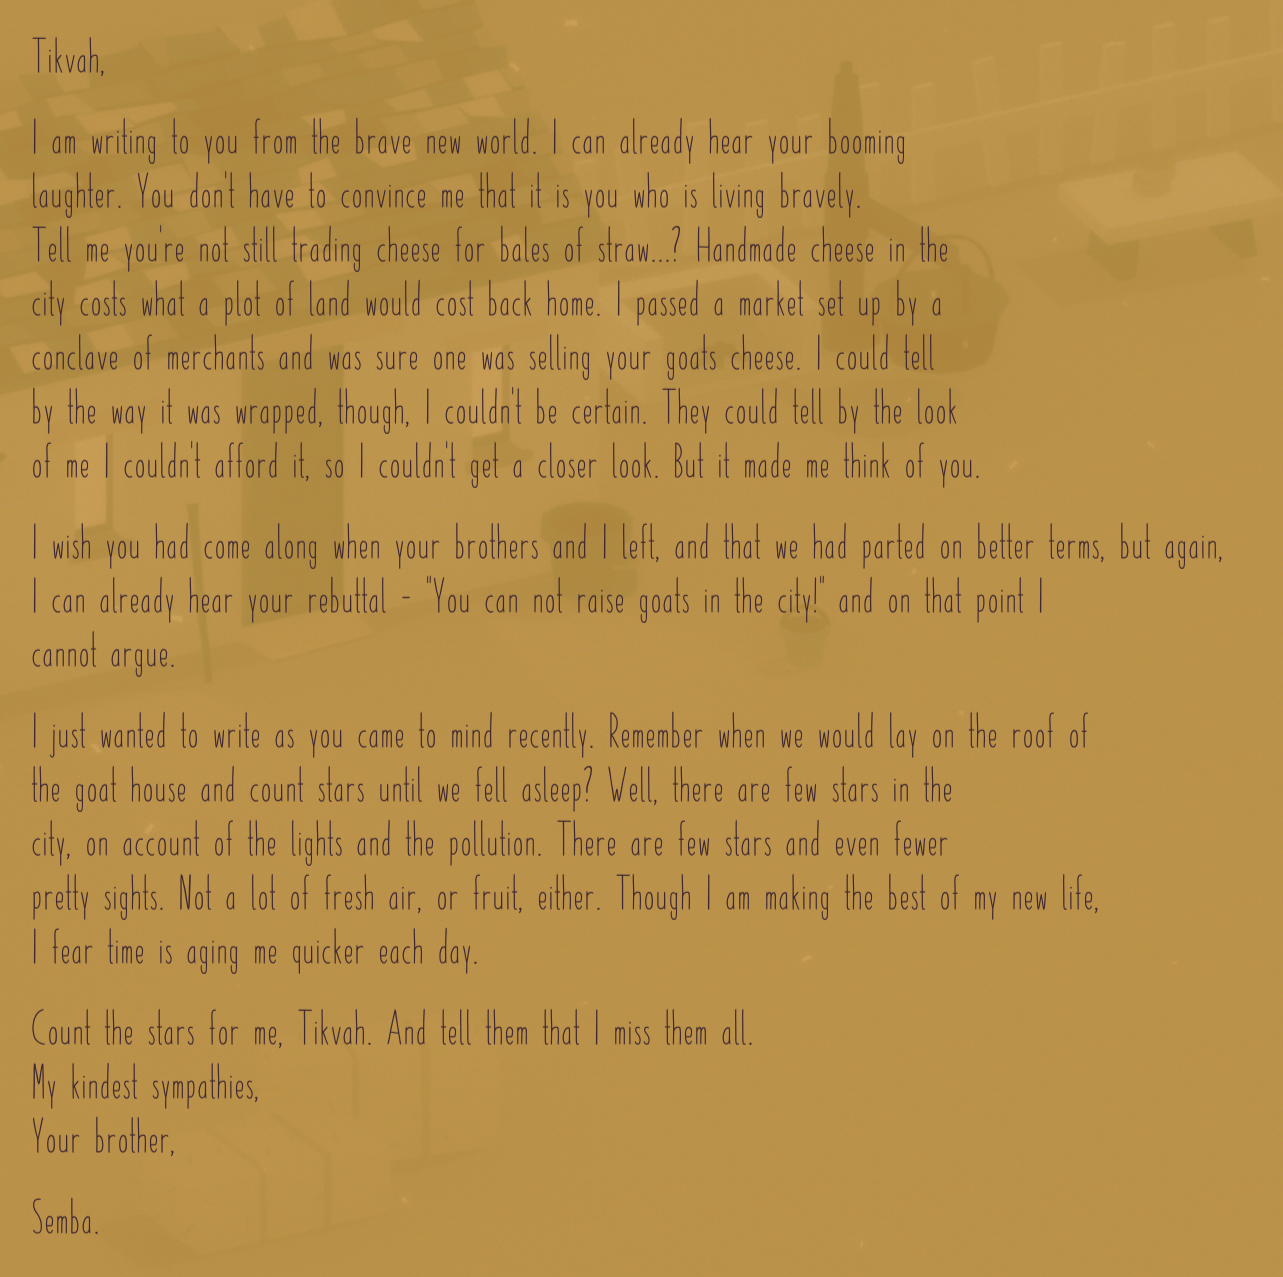 Tikvah,
I am writing to you from the brave new world. I can already hear your booming
laughter. You don't have to convince me that it is you who is living bravely.
Tell me you're not still trading cheese for bales of straw...? Handmade cheese in the
city costs what a plot of land would cost back home. I passed a market set up by a
conclave of merchants and was sure one was selling your goats cheese. I could tell
by the way it was wrapped, though, I couldn't be certain. They could tell by the look
of me I couldn't afford it, so I couldn't get a closer look. But it made me think of you.
I wish you had come along when your brothers and I left, and that we had parted on better terms, but again,
I can already hear your rebuttal - "You can not raise goats in the city!" and on that point I
cannot argue.
I just wanted to write as you came to mind recently. Remember when we would lay on the roof of
the goat house and count stars until we fell asleep? Well, there are few stars in the
city, on account of the lights and the pollution. There are few stars and even fewer
pretty sights. Not a lot of fresh air, or fruit, either. Though I am making the best of my new life,
I fear time is aging me quicker each day.
Count the stars for me, Tikvah. And tell them that I miss them all.
My kindest sympathies,
Your brother,
Semba.